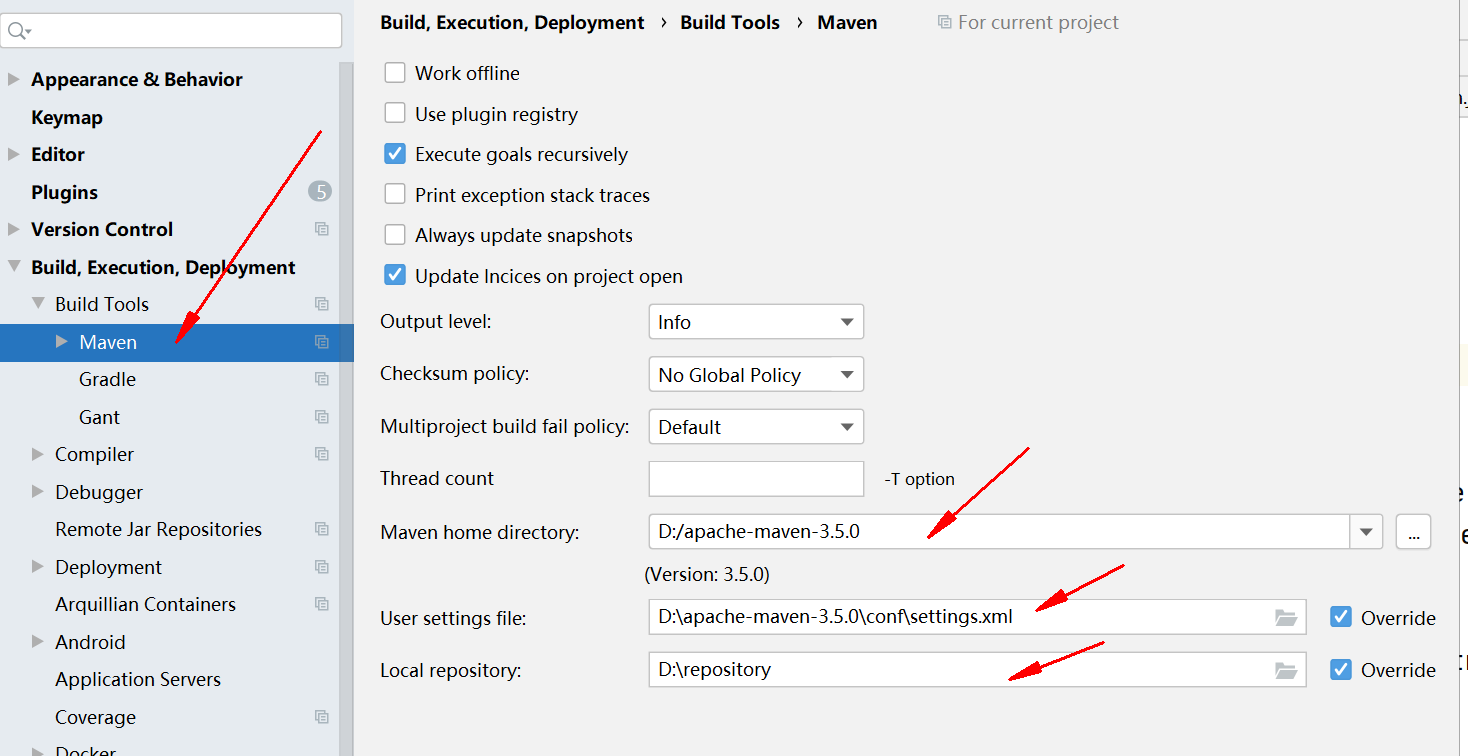 Build, Execution, Deployment › Build Tools › Maven For current project
Appearance & Behavior
Keymap
Editor
Plugins 5
Version Control
Build, Execution, Deployment
Build Tools
Maven
Gradle
Gant
Compiler
Debugger
Remote Jar Repositories
Deployment
Arquillian Containers
Android
Application Servers
Coverage
Docker
Work offline
Use plugin registry
Execute goals recursively
Print exception stack traces
Always update snapshots
Update Incices on project open
Output level: Info
Checksum policy: No Global Policy
Multiproject build fail policy: Default
Thread count -T option
Maven home directory: D:/apache-maven-3.5.0 ...
(Version: 3.5.0)
User settings file: D:\apache-maven-3.5.0\conf\settings.xml Override
Local repository: D:\repository Override